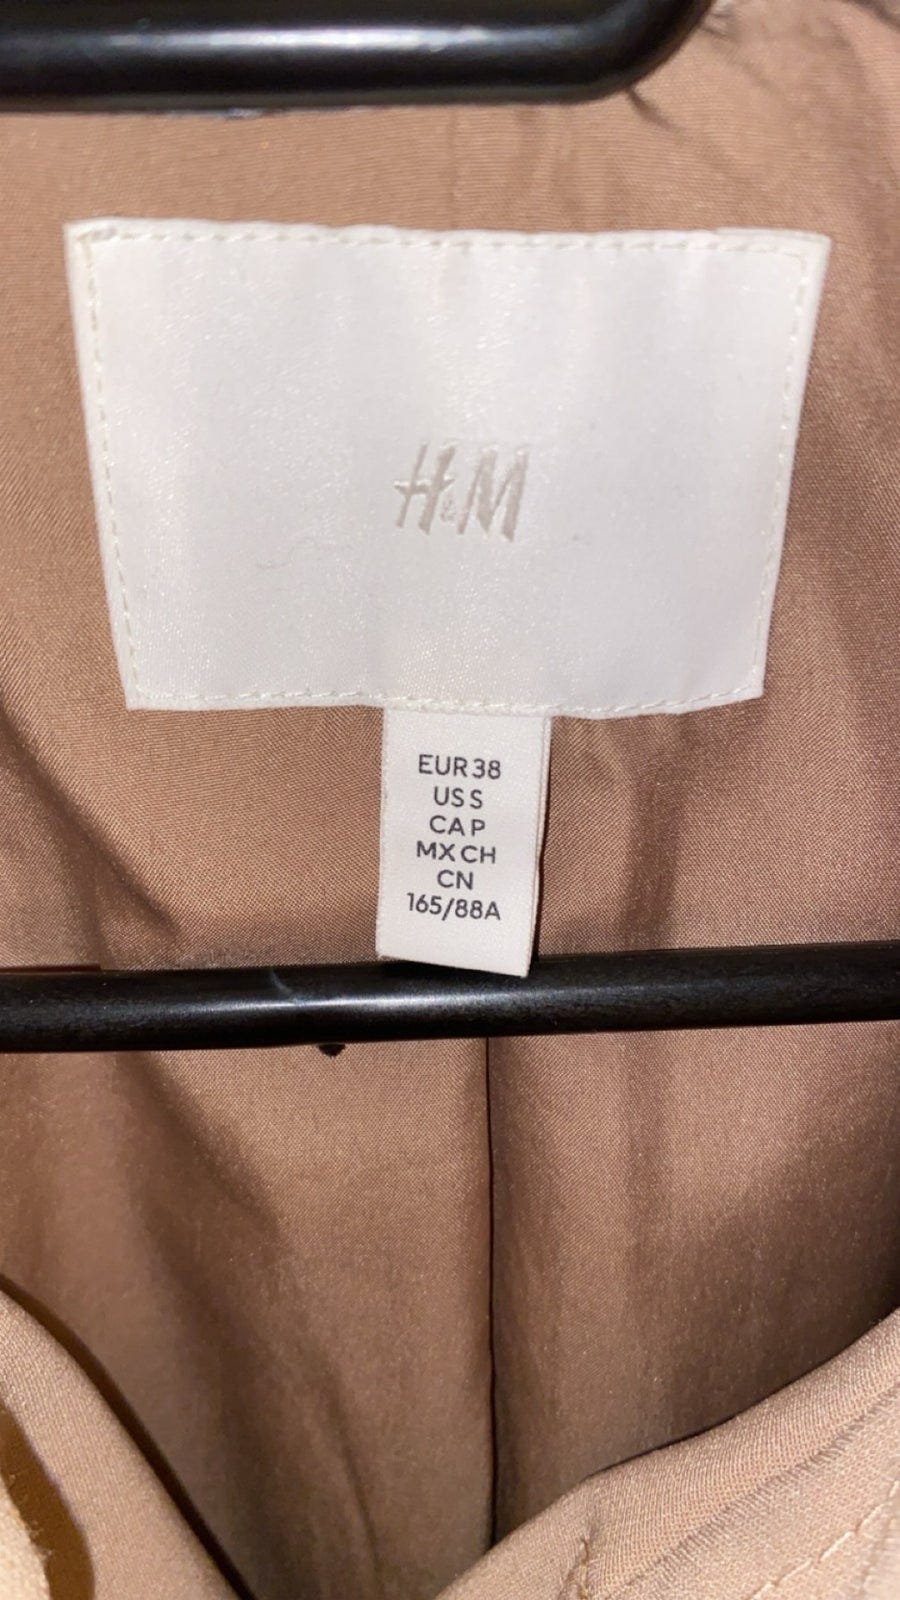 H&M
EUR 38
US S
CA P
MX CH
CN
165/88A